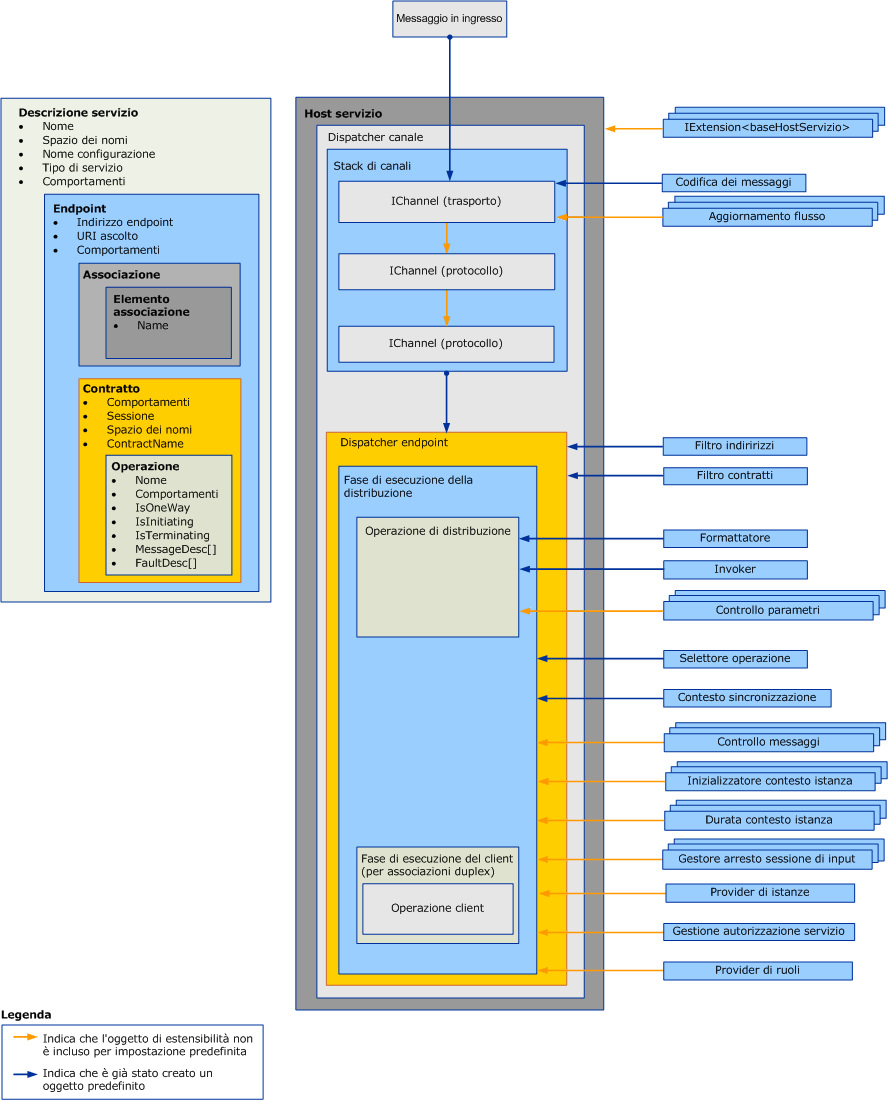 Messaggio in ingresso
Descrizione servizio
• Nome
• Spazio dei nomi
• Nome configurazione
• Tipo di servizio
• Comportamenti
Endpoint
• Indirizzo endpoint
• URI ascolto
• Comportamenti
Associazione
Elemento
associazione
• Name
Contratto
• Comportamenti
• Sessione
• Spazio dei nomi
• ContractName
Operazione
• Nome
• Comportamenti
• IsOneWay
• IsInitiating
• IsTerminating
• MessageDesc[]
• FaultDesc[]
Host servizio
Dispatcher canale
Stack di canali
IChannel (trasporto)
IChannel (protocollo)
IChannel (protocollo)
Dispatcher endpoint
Fase di esecuzione della
distribuzione
Operazione di distribuzione
Fase di esecuzione del client
(per associazioni duplex)
Operazione client
IExtension<baseHostServizio>
Codifica dei messaggi
Aggiornamento flusso
Filtro indiririzzi
Filtro contratti
Formattatore
Invoker
Controllo parametri
Selettore operazione
Contesto sincronizzazione
Controllo messaggi
Inizializzatore contesto istanza
Durata contesto istanza
Gestore arresto sessione di input
Provider di istanze
Gestione autorizzazione servizio
Provider di ruoli
Legenda
Indica che l'oggetto di estensibilità non
è incluso per impostazione predefinita
Indica che è già stato creato un
oggetto predefinito